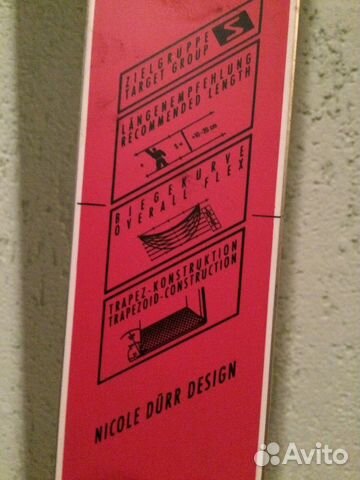 ZIELGRUPPE
TARGET GROUP
S
LÄNGENEMPFEHLUNG
RECOMMENDED LENGTH
BIEGEKURVE
OVERALL FLEX
TRAPEZ-KONSTRUKTION
TRAPEZOID-CONSTRUCTION
NICOLE DÜRR DESIGN
Avito